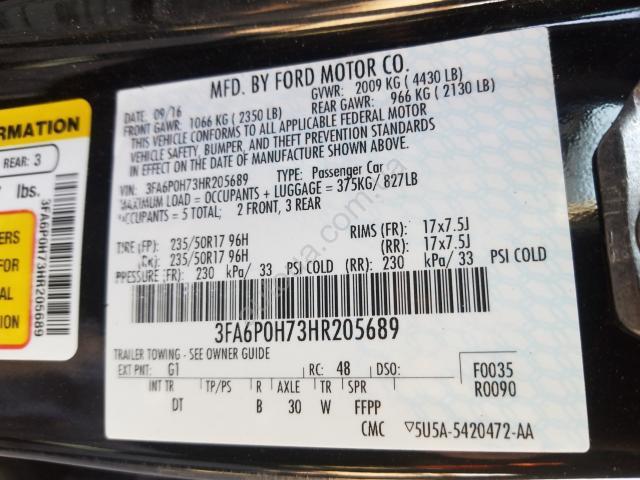 MFD. BY FORD MOTOR CO.
DATE: 09/16 GVWR: 2009 KG (4430 LB)
FRONT GAWR: 1066 KG (2350 LB) REAR GAWR: 966 KG (2130 LB)
THIS VEHICLE CONFORMS TO ALL APPLICABLE FEDERAL MOTOR
VEHICLE SAFETY, BUMPER, AND THEFT PREVENTION STANDARDS
IN EFFECT ON THE DATE OF MANUFACTURE SHOWN ABOVE.
VIN: 3FA6P0H73HR205689 TYPE: Passenger Car
MAXIMUM LOAD = OCCUPANTS + LUGGAGE = 375KG/ 827LB
OCCUPANTS = 5 TOTAL; 2 FRONT, 3 REAR
TIRE (FR): 235/50R17 96H RIMS (FR): 17x7.5J
(RR): 235/50R17 96H (RR): 17x7.5J
PRESSURE (FR): 230 kPa/ 33 PSI COLD (RR): 230 kPa/ 33 PSI COLD
3FA6P0H73HR205689
TRAILER TOWING - SEE OWNER GUIDE
EXT PNT: G1 RC: 48 DSO: F0035
R0090
INT TR TP/PS R AXLE TR SPR
DT B 30 W FFPP
CMC ▽5U5A-5420472-AA
RMATION
REAR: 3
lbs.
3FA6P0H73HR205689
ERS
FOR
AL
ION